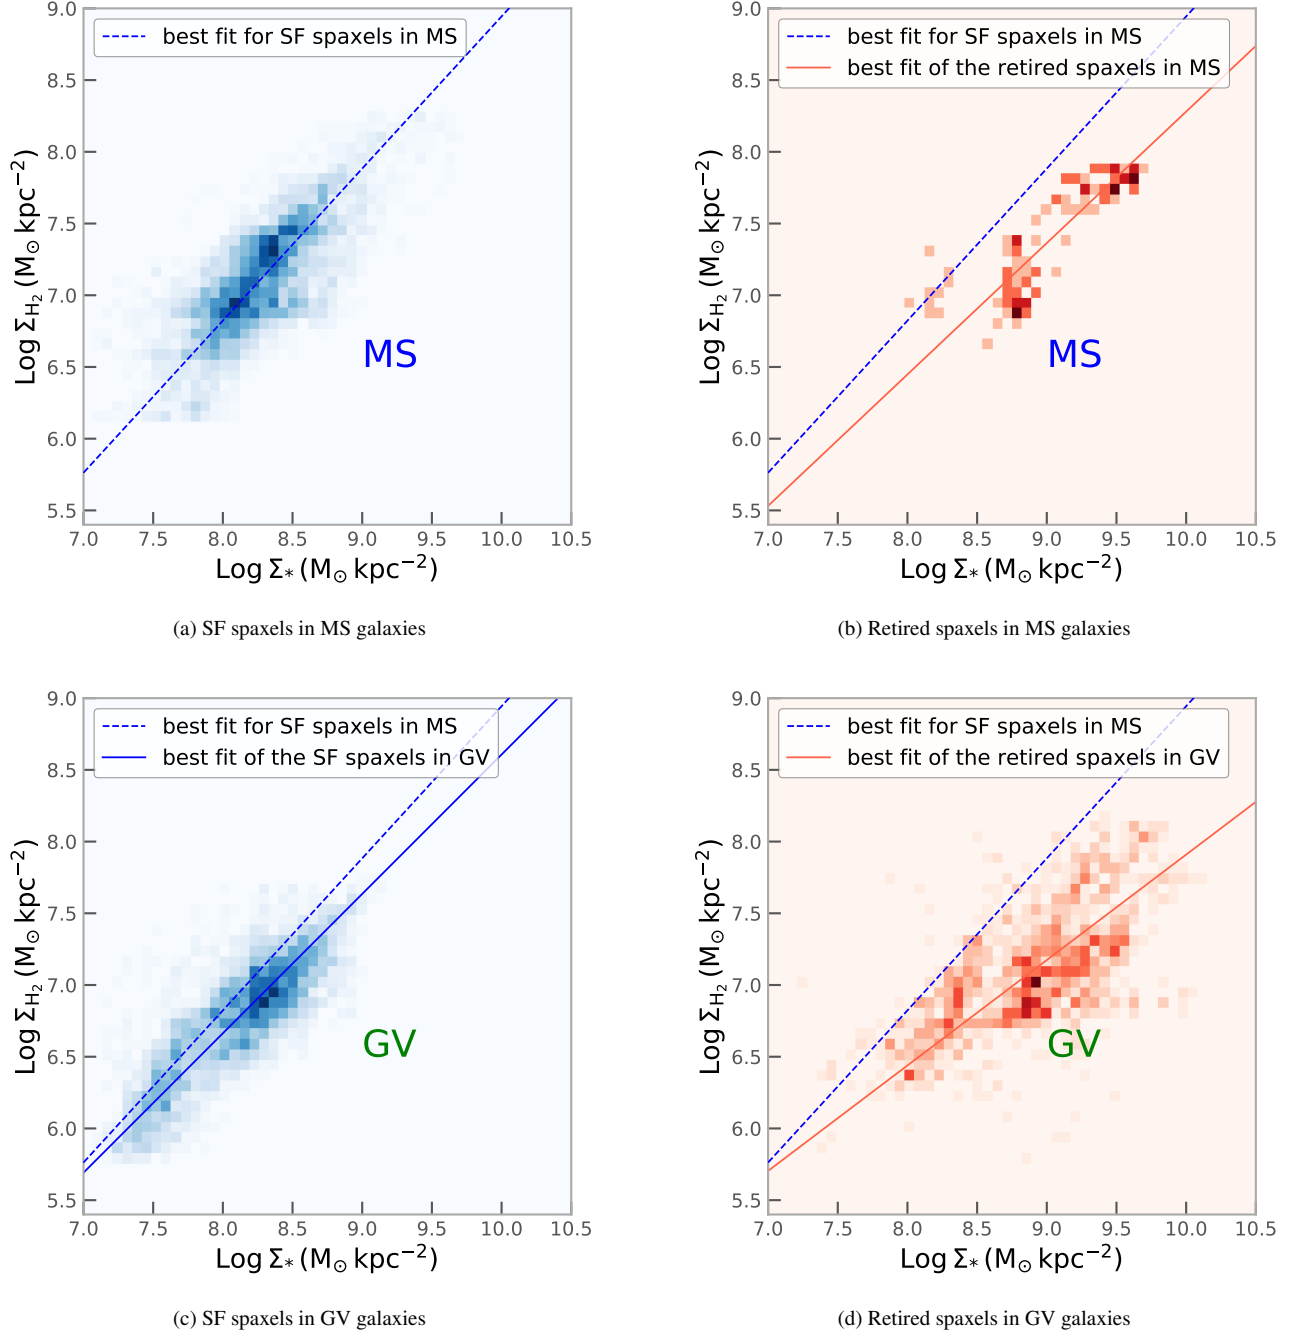 best fit for SF spaxels in MS
MS
9.0
8.5
8.0
7.5
7.0
6.5
6.0
5.5
Log Σ_H₂ (M⊙ kpc⁻²)
7.0 7.5 8.0 8.5 9.0 9.5 10.0 10.5
Log Σ* (M⊙ kpc⁻²)
(a) SF spaxels in MS galaxies
best fit for SF spaxels in MS
best fit of the retired spaxels in MS
MS
9.0
8.5
8.0
7.5
7.0
6.5
6.0
5.5
Log Σ_H₂ (M⊙ kpc⁻²)
7.0 7.5 8.0 8.5 9.0 9.5 10.0 10.5
Log Σ* (M⊙ kpc⁻²)
(b) Retired spaxels in MS galaxies
best fit for SF spaxels in MS
best fit of the SF spaxels in GV
GV
9.0
8.5
8.0
7.5
7.0
6.5
6.0
5.5
Log Σ_H₂ (M⊙ kpc⁻²)
7.0 7.5 8.0 8.5 9.0 9.5 10.0 10.5
Log Σ* (M⊙ kpc⁻²)
(c) SF spaxels in GV galaxies
best fit for SF spaxels in MS
best fit of the retired spaxels in GV
GV
9.0
8.5
8.0
7.5
7.0
6.5
6.0
5.5
Log Σ_H₂ (M⊙ kpc⁻²)
7.0 7.5 8.0 8.5 9.0 9.5 10.0 10.5
Log Σ* (M⊙ kpc⁻²)
(d) Retired spaxels in GV galaxies